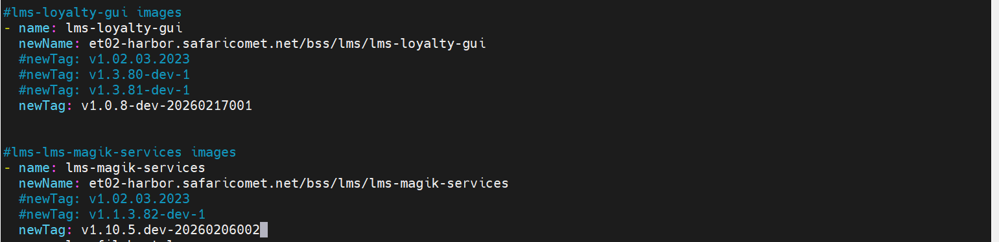 #lms-loyalty-gui images
- name: lms-loyalty-gui
  newName: et02-harbor.safaricomet.net/bss/lms/lms-loyalty-gui
  #newTag: v1.02.03.2023
  #newTag: v1.3.80-dev-1
  #newTag: v1.3.81-dev-1
  newTag: v1.0.8-dev-20260217001
#lms-lms-magik-services images
- name: lms-magik-services
  newName: et02-harbor.safaricomet.net/bss/lms/lms-magik-services
  #newTag: v1.02.03.2023
  #newTag: v1.1.3.82-dev-1
  newTag: v1.10.5.dev-20260206002